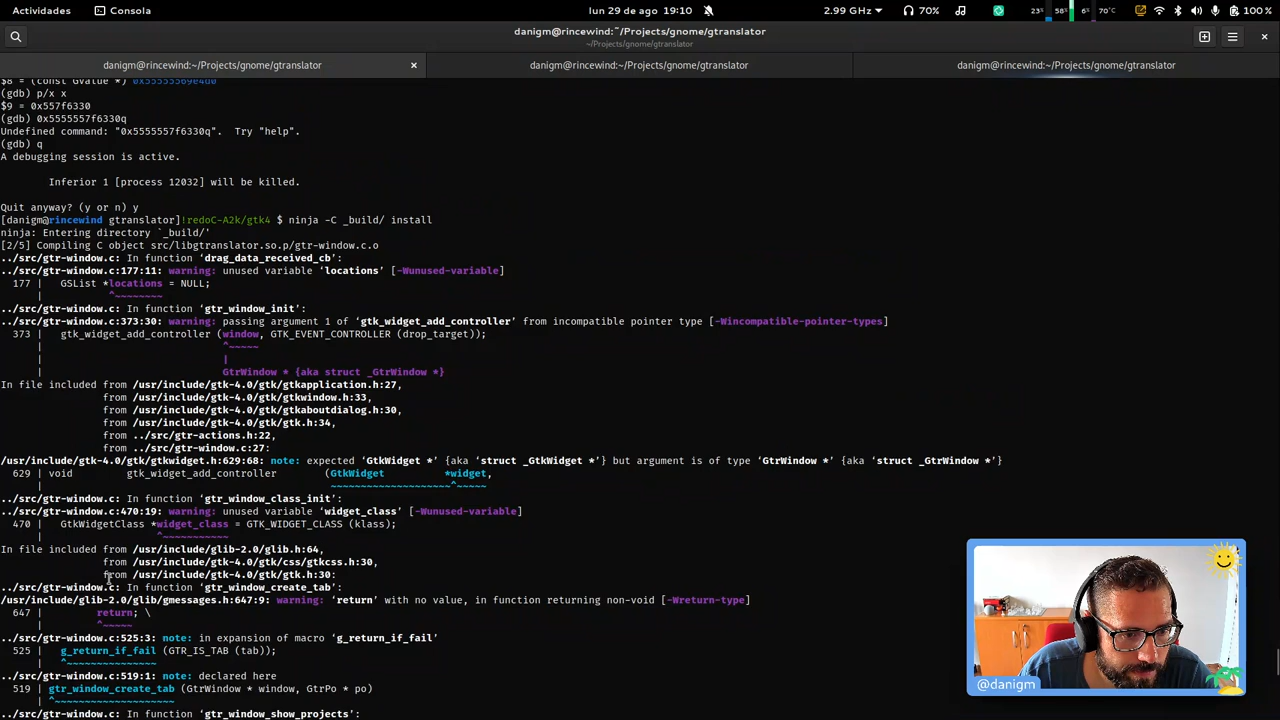 Actividades
Consola
lun 29 de ago 19:10
2.99 GHz
70%
23%
58%
6%
70°C
100 %
danigm@rincewind:~/Projects/gnome/gtranslator
~/Projects/gnome/gtranslator
danigm@rincewind:~/Projects/gnome/gtranslator
danigm@rincewind:~/Projects/gnome/gtranslator
danigm@rincewind:~/Projects/gnome/gtranslator
(gdb) p/x x
$9 = 0x557f6330
(gdb) 0x5555557f6330q
Undefined command: "0x5555557f6330q".  Try "help".
(gdb) q
A debugging session is active.
Inferior 1 [process 12032] will be killed.
Quit anyway? (y or n) y
[danigm@rincewind gtranslator]!redoC-A2k/gtk4 $ ninja -C _build/ install
ninja: Entering directory `_build/'
[2/5] Compiling C object src/libgtranslator.so.p/gtr-window.c.o
../src/gtr-window.c: In function ‘drag_data_received_cb’:
../src/gtr-window.c:177:11: warning: unused variable ‘locations’ [-Wunused-variable]
177 |   GSList *locations = NULL;
|           ^~~~~~~~~
../src/gtr-window.c: In function ‘gtr_window_init’:
../src/gtr-window.c:373:30: warning: passing argument 1 of ‘gtk_widget_add_controller’ from incompatible pointer type [-Wincompatible-pointer-types]
373 |   gtk_widget_add_controller (window, GTK_EVENT_CONTROLLER (drop_target));
|                              ^~~~~~
|                              |
|                              GtrWindow * {aka struct _GtrWindow *}
In file included from /usr/include/gtk-4.0/gtk/gtkapplication.h:27,
from /usr/include/gtk-4.0/gtk/gtkwindow.h:33,
from /usr/include/gtk-4.0/gtk/gtkaboutdialog.h:30,
from /usr/include/gtk-4.0/gtk/gtk.h:34,
from ../src/gtr-actions.h:22,
from ../src/gtr-window.c:27:
/usr/include/gtk-4.0/gtk/gtkwidget.h:629:68: note: expected ‘GtkWidget *’ {aka ‘struct _GtkWidget *’} but argument is of type ‘GtrWindow *’ {aka ‘struct _GtrWindow *’}
629 | void         gtk_widget_add_controller       (GtkWidget          *widget,
|                                               ~~~~~~~~~~~~~~~~~~~~^~~~~~
../src/gtr-window.c: In function ‘gtr_window_class_init’:
../src/gtr-window.c:470:19: warning: unused variable ‘widget_class’ [-Wunused-variable]
470 |   GtkWidgetClass *widget_class = GTK_WIDGET_CLASS (klass);
|                   ^~~~~~~~~~~~
In file included from /usr/include/glib-2.0/glib.h:64,
from /usr/include/gtk-4.0/gtk/css/gtkcss.h:30,
from /usr/include/gtk-4.0/gtk/gtk.h:30:
../src/gtr-window.c: In function ‘gtr_window_create_tab’:
/usr/include/glib-2.0/glib/gmessages.h:647:9: warning: ‘return’ with no value, in function returning non-void [-Wreturn-type]
647 |         return; \
|         ^~~~~~
../src/gtr-window.c:525:3: note: in expansion of macro ‘g_return_if_fail’
525 |   g_return_if_fail (GTR_IS_TAB (tab));
|   ^~~~~~~~~~~~~~~~
../src/gtr-window.c:519:1: note: declared here
519 | gtr_window_create_tab (GtrWindow * window, GtrPo * po)
| ^~~~~~~~~~~~~~~~~~~~~
../src/gtr-window.c: In function ‘gtr_window_show_projects’:
@danigm